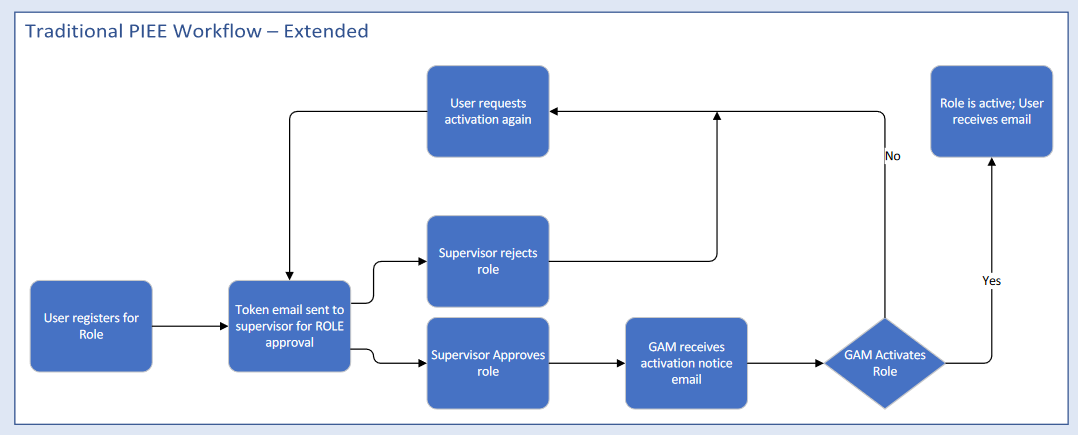 Traditional PIEE Workflow – Extended
User requests
activation again
Role is active; User
receives email
No
Supervisor rejects
role
Yes
User registers for
Role
Token email sent to
supervisor for ROLE
approval
Supervisor Approves
role
GAM receives
activation notice
email
GAM Activates
Role